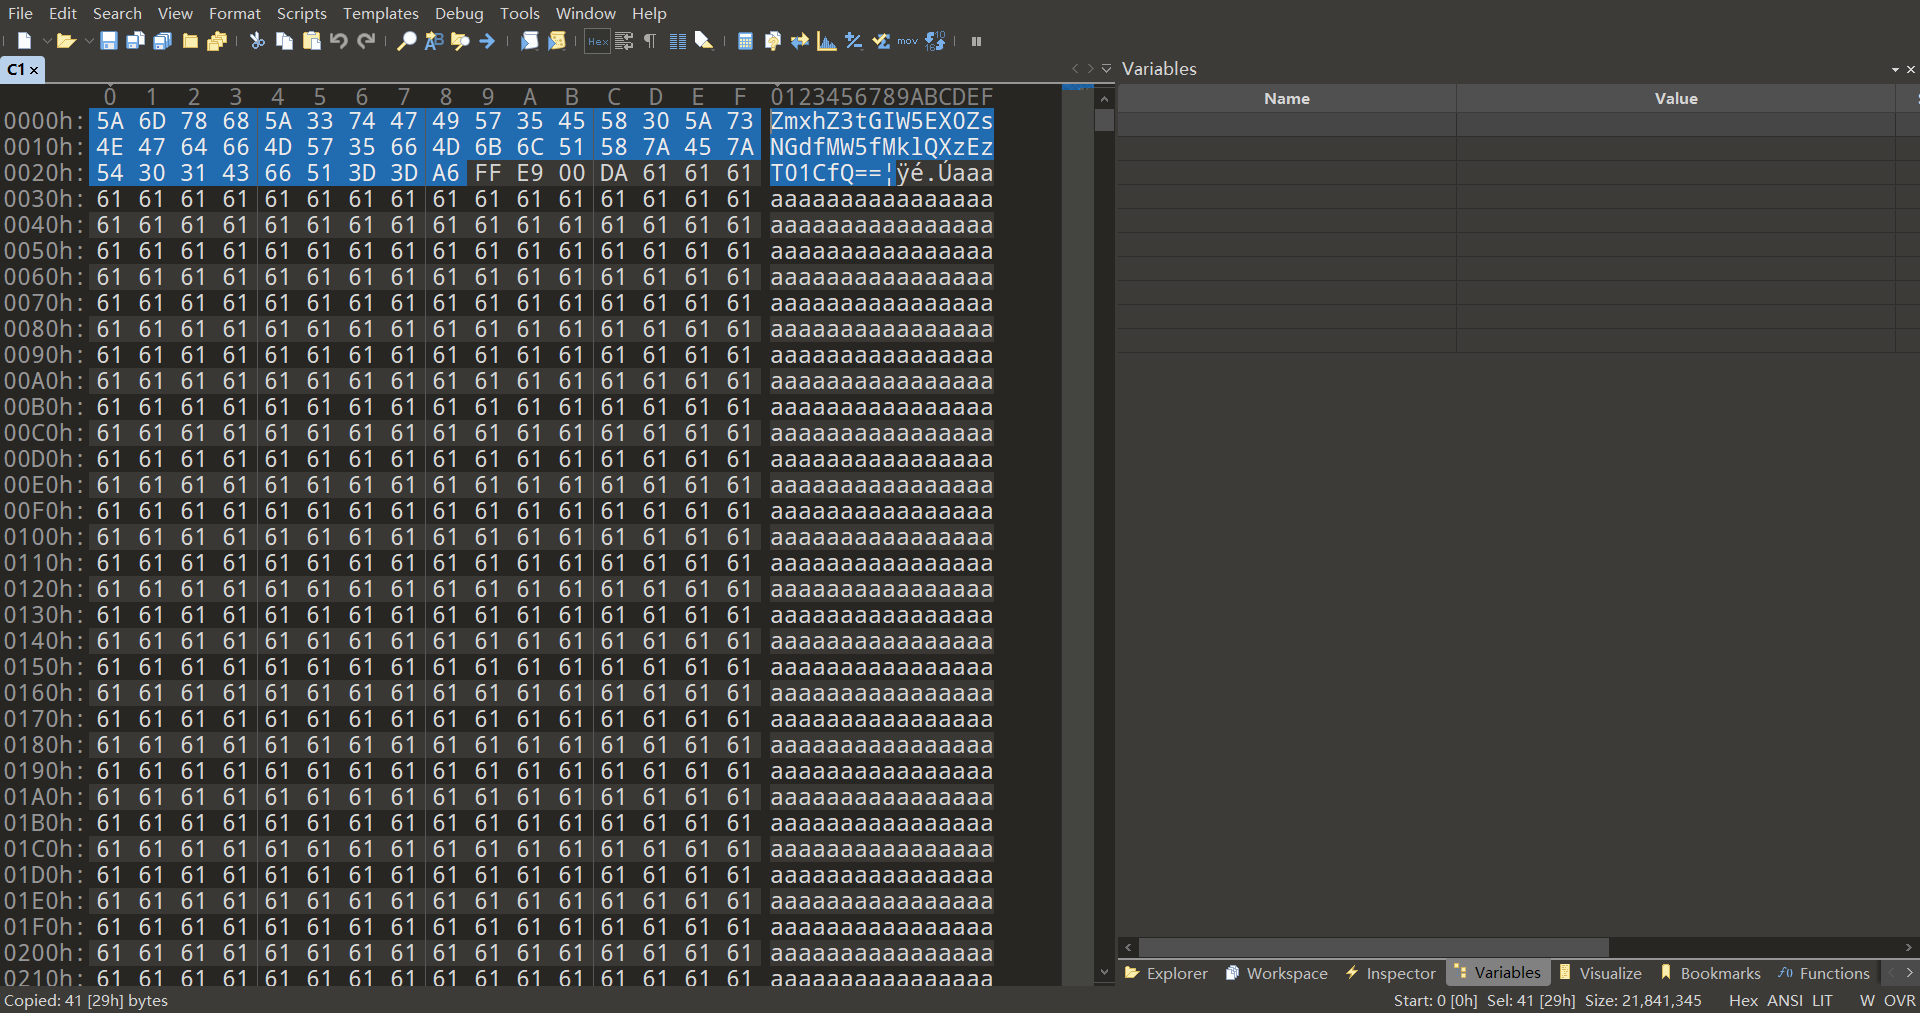 File Edit Search View Format Scripts Templates Debug Tools Window Help
C1
Variables
0 1 2 3 4 5 6 7 8 9 A B C D E F 0123456789ABCDEF
Name Value
0000h: 5A 6D 78 68 5A 33 74 47 49 57 35 45 58 30 5A 73 ZmxhZ3tGIW5EX0Zs
0010h: 4E 47 64 66 4D 57 35 66 4D 6B 6C 51 58 7A 45 7A NGdfMW5fMklQXzEz
0020h: 54 30 31 43 66 51 3D 3D A6 FF E9 00 DA 61 61 61 T01CfQ==¦ÿé.Úaaa
0030h: 61 61 61 61 61 61 61 61 61 61 61 61 61 61 61 61 aaaaaaaaaaaaaaaa
0040h: 61 61 61 61 61 61 61 61 61 61 61 61 61 61 61 61 aaaaaaaaaaaaaaaa
0050h: 61 61 61 61 61 61 61 61 61 61 61 61 61 61 61 61 aaaaaaaaaaaaaaaa
0060h: 61 61 61 61 61 61 61 61 61 61 61 61 61 61 61 61 aaaaaaaaaaaaaaaa
0070h: 61 61 61 61 61 61 61 61 61 61 61 61 61 61 61 61 aaaaaaaaaaaaaaaa
0080h: 61 61 61 61 61 61 61 61 61 61 61 61 61 61 61 61 aaaaaaaaaaaaaaaa
0090h: 61 61 61 61 61 61 61 61 61 61 61 61 61 61 61 61 aaaaaaaaaaaaaaaa
00A0h: 61 61 61 61 61 61 61 61 61 61 61 61 61 61 61 61 aaaaaaaaaaaaaaaa
00B0h: 61 61 61 61 61 61 61 61 61 61 61 61 61 61 61 61 aaaaaaaaaaaaaaaa
00C0h: 61 61 61 61 61 61 61 61 61 61 61 61 61 61 61 61 aaaaaaaaaaaaaaaa
00D0h: 61 61 61 61 61 61 61 61 61 61 61 61 61 61 61 61 aaaaaaaaaaaaaaaa
00E0h: 61 61 61 61 61 61 61 61 61 61 61 61 61 61 61 61 aaaaaaaaaaaaaaaa
00F0h: 61 61 61 61 61 61 61 61 61 61 61 61 61 61 61 61 aaaaaaaaaaaaaaaa
0100h: 61 61 61 61 61 61 61 61 61 61 61 61 61 61 61 61 aaaaaaaaaaaaaaaa
0110h: 61 61 61 61 61 61 61 61 61 61 61 61 61 61 61 61 aaaaaaaaaaaaaaaa
0120h: 61 61 61 61 61 61 61 61 61 61 61 61 61 61 61 61 aaaaaaaaaaaaaaaa
0130h: 61 61 61 61 61 61 61 61 61 61 61 61 61 61 61 61 aaaaaaaaaaaaaaaa
0140h: 61 61 61 61 61 61 61 61 61 61 61 61 61 61 61 61 aaaaaaaaaaaaaaaa
0150h: 61 61 61 61 61 61 61 61 61 61 61 61 61 61 61 61 aaaaaaaaaaaaaaaa
0160h: 61 61 61 61 61 61 61 61 61 61 61 61 61 61 61 61 aaaaaaaaaaaaaaaa
0170h: 61 61 61 61 61 61 61 61 61 61 61 61 61 61 61 61 aaaaaaaaaaaaaaaa
0180h: 61 61 61 61 61 61 61 61 61 61 61 61 61 61 61 61 aaaaaaaaaaaaaaaa
0190h: 61 61 61 61 61 61 61 61 61 61 61 61 61 61 61 61 aaaaaaaaaaaaaaaa
01A0h: 61 61 61 61 61 61 61 61 61 61 61 61 61 61 61 61 aaaaaaaaaaaaaaaa
01B0h: 61 61 61 61 61 61 61 61 61 61 61 61 61 61 61 61 aaaaaaaaaaaaaaaa
01C0h: 61 61 61 61 61 61 61 61 61 61 61 61 61 61 61 61 aaaaaaaaaaaaaaaa
01D0h: 61 61 61 61 61 61 61 61 61 61 61 61 61 61 61 61 aaaaaaaaaaaaaaaa
01E0h: 61 61 61 61 61 61 61 61 61 61 61 61 61 61 61 61 aaaaaaaaaaaaaaaa
01F0h: 61 61 61 61 61 61 61 61 61 61 61 61 61 61 61 61 aaaaaaaaaaaaaaaa
0200h: 61 61 61 61 61 61 61 61 61 61 61 61 61 61 61 61 aaaaaaaaaaaaaaaa
0210h: 61 61 61 61 61 61 61 61 61 61 61 61 61 61 61 61 aaaaaaaaaaaaaaaa
Explorer Workspace Inspector Variables Visualize Bookmarks Functions
Copied: 41 [29h] bytes Start: 0 [0h] Sel: 41 [29h] Size: 21,841,345 Hex ANSI LIT W OVR